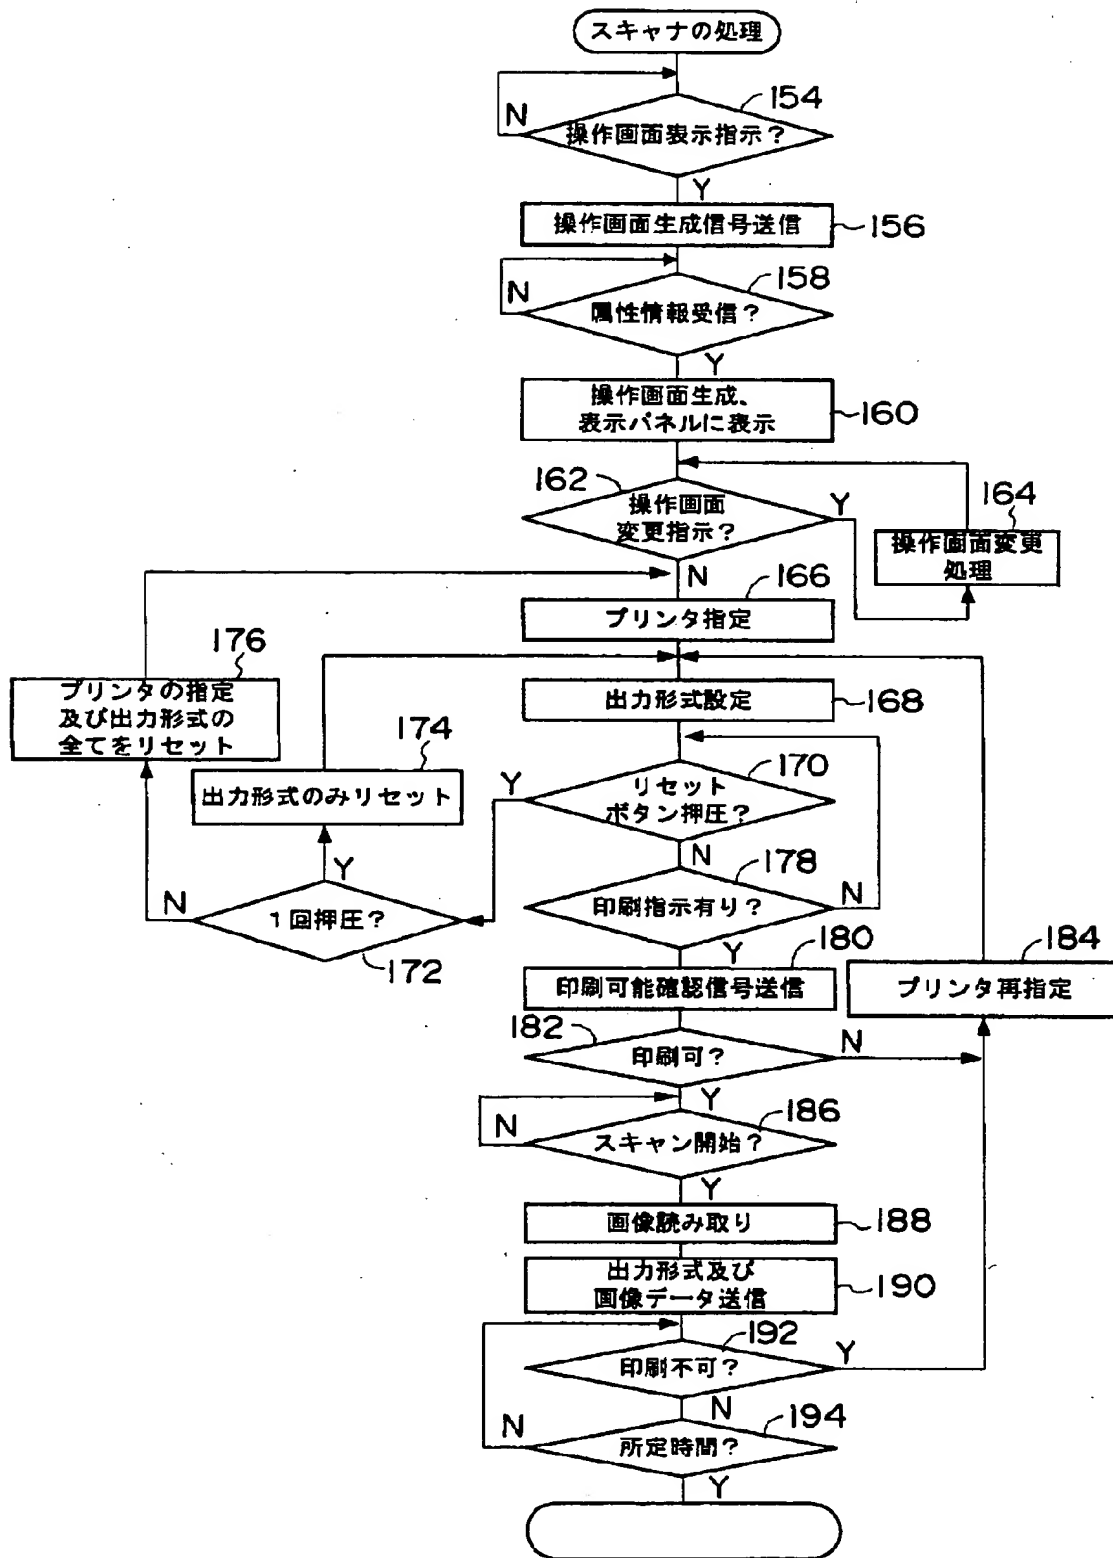 スキャナの処理
154
N
操作画面表示指示？
Y
操作画面生成信号送信
156
158
N
属性情報受信？
Y
操作画面生成、
表示パネルに表示
160
162
操作画面
変更指示？
Y
164
操作画面変更
処理
N
166
プリンタ指定
176
プリンタの指定
及び出力形式の
全てをリセット
出力形式設定
168
174
出力形式のみリセット
170
Y
リセット
ボタン押圧？
N
178
Y
N
1回押圧？
172
印刷指示有り？
N
Y
180
184
印刷可能確認信号送信
プリンタ再指定
182
印刷可？
N
Y
186
N
スキャン開始？
Y
画像読み取り
188
出力形式及び
画像データ送信
190
192
印刷不可？
Y
N
194
N
所定時間？
Y